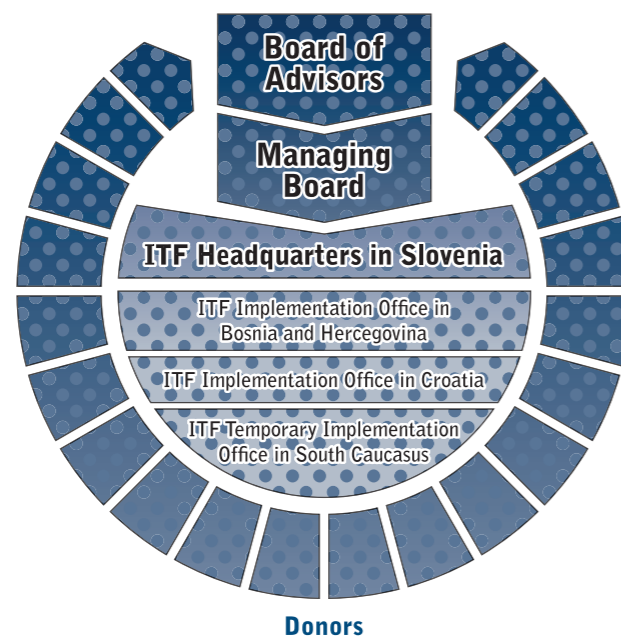 Board of
Advisors
Managing
Board
ITF Headquarters in Slovenia
ITF Implementation Office in
Bosnia and Hercegovina
ITF Implementation Office in Croatia
ITF Temporary Implementation
Office in South Caucasus
Donors